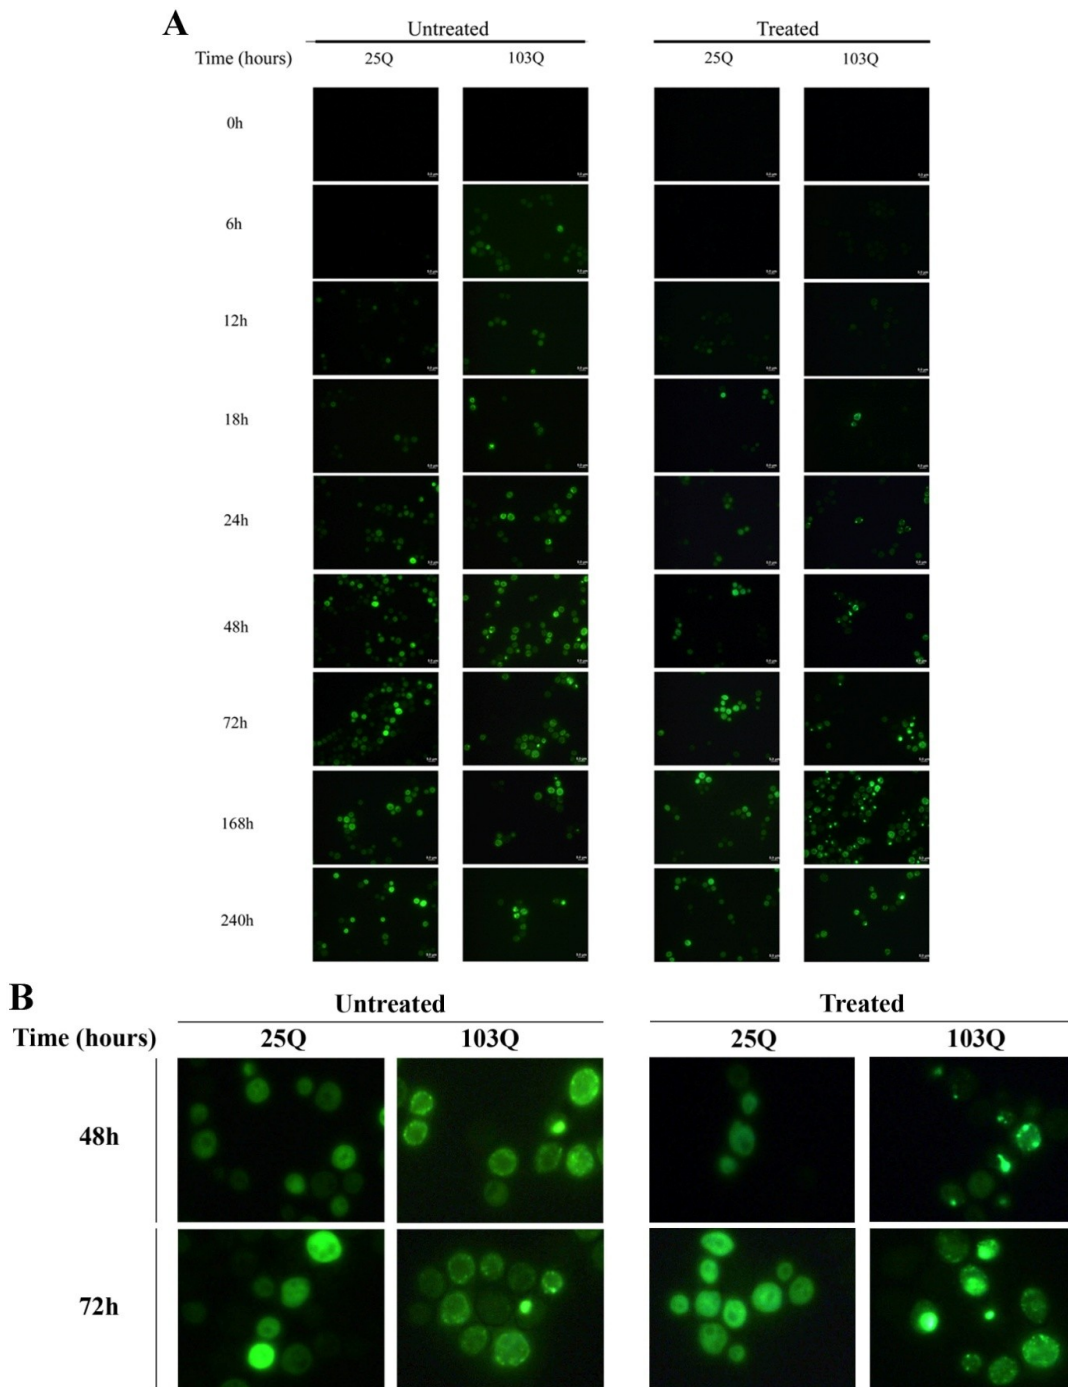 A
Untreated Treated
Time (hours) 25Q 103Q 25Q 103Q
0h
6h
12h
18h
24h
48h
72h
168h
240h
B
Untreated Treated
Time (hours) 25Q 103Q 25Q 103Q
48h
72h